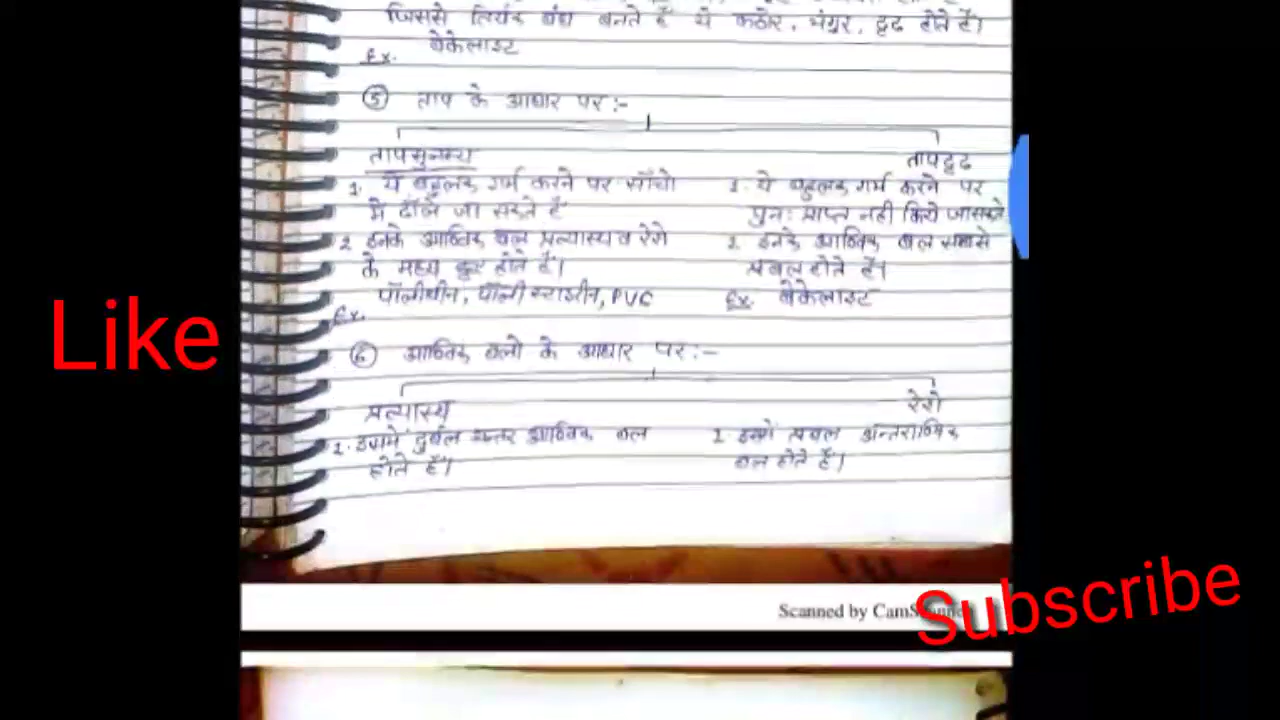 जिससे तिर्यक बंध बनते हैं ये कठोर, भंगुर, दृढ़ होते हैं।
Ex. बेकेलाइट
⑤ ताप के आधार पर :-
तापसुनम्य
तापदृढ़
1. ये बहुलक गर्म करने पर साँचो
में ढाले जा सकते हैं
2. इनके आण्विक बल प्रत्यास्थ व रेशे
के मध्य के होते हैं।
Ex. पॉलीथीन, पॉली स्टाइरीन, PVC
1. ये बहुलक गर्म करने पर
पुनः प्राप्त नही किये जा सकते
2. इनके आण्विक बल सबसे
प्रबल होते हैं।
Ex. बेकेलाइट
⑥ आण्विक बलो के आधार पर :-
प्रत्यास्थ
रेशे
1. इनमें दुर्बल अन्तर आण्विक बल
होते हैं।
1. इनमें प्रबल अन्तराण्विक
बल होते हैं।
Like
Subscribe
Scanned by CamScanner